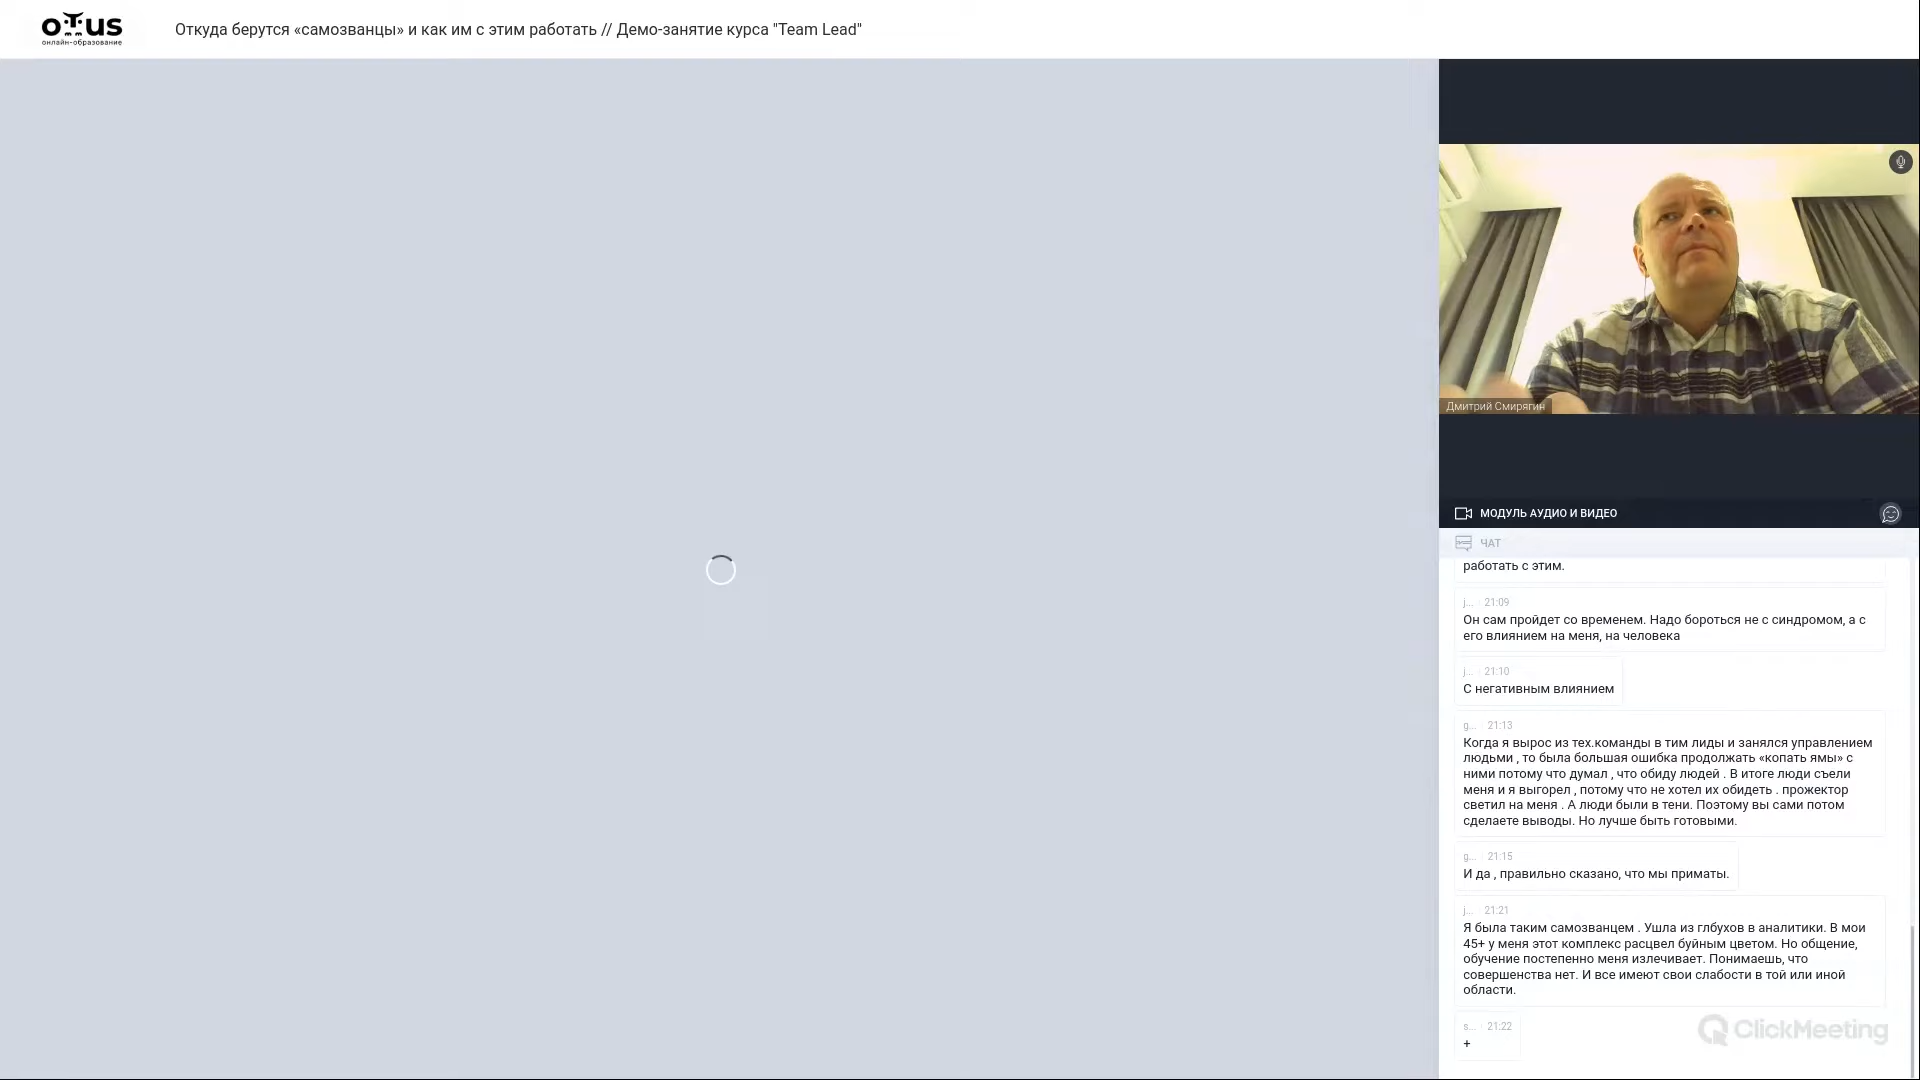 отus
онлайн-образование
Откуда берутся «самозванцы» и как им с этим работать // Демо-занятие курса "Team Lead"
Дмитрий Смирягин
МОДУЛЬ АУДИО И ВИДЕО
ЧАТ
работать с этим.
j... 21:09
Он сам пройдет со временем. Надо бороться не с синдромом, а с
его влиянием на меня, на человека
j... 21:10
С негативным влиянием
g... 21:13
Когда я вырос из тех.команды в тим лиды и занялся управлением
людьми , то была большая ошибка продолжать «копать ямы» с
ними потому что думал , что обиду людей . В итоге люди съели
меня и я выгорел , потому что не хотел их обидеть . прожектор
светил на меня . А люди были в тени. Поэтому вы сами потом
сделаете выводы. Но лучше быть готовыми.
g... 21:15
И да , правильно сказано, что мы приматы.
j... 21:21
Я была таким самозванцем . Ушла из глбухов в аналитики. В мои
45+ у меня этот комплекс расцвел буйным цветом. Но общение,
обучение постепенно меня излечивает. Понимаешь, что
совершенства нет. И все имеют свои слабости в той или иной
области.
s... 21:22
+
ClickMeeting